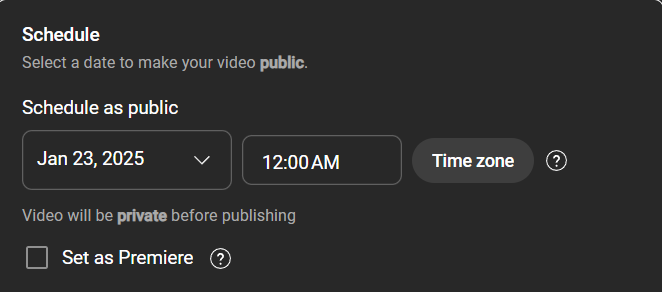 Schedule
Select a date to make your video public.
Schedule as public
Jan 23, 2025 12:00 AM Time zone ?
Video will be private before publishing
Set as Premiere ?